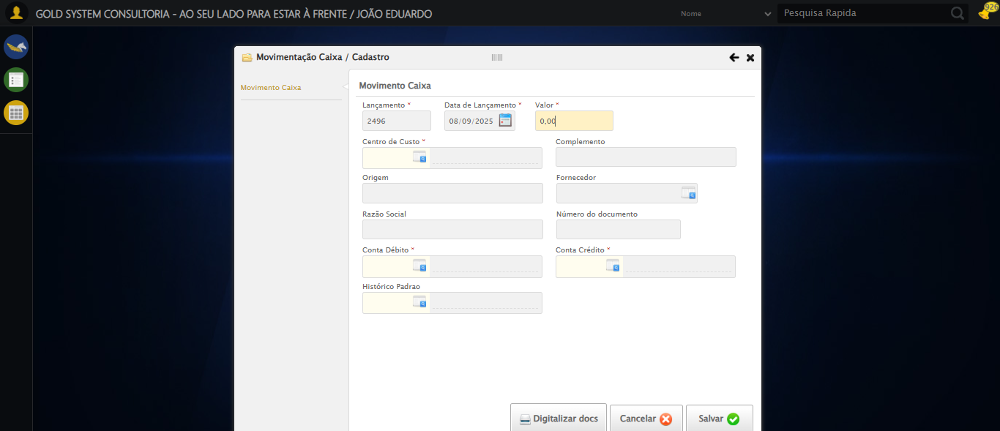 GOLD SYSTEM CONSULTORIA - AO SEU LADO PARA ESTAR À FRENTE / JOÃO EDUARDO
Nome
Pesquisa Rapida
926
Movimentação Caixa / Cadastro
Movimento Caixa
Movimento Caixa
Lançamento * Data de Lançamento * Valor *
2496 08/09/2025 0,00
Centro de Custo * Complemento
Origem Fornecedor
Razão Social Número do documento
Conta Débito * Conta Crédito *
Histórico Padrao
Digitalizar docs Cancelar Salvar